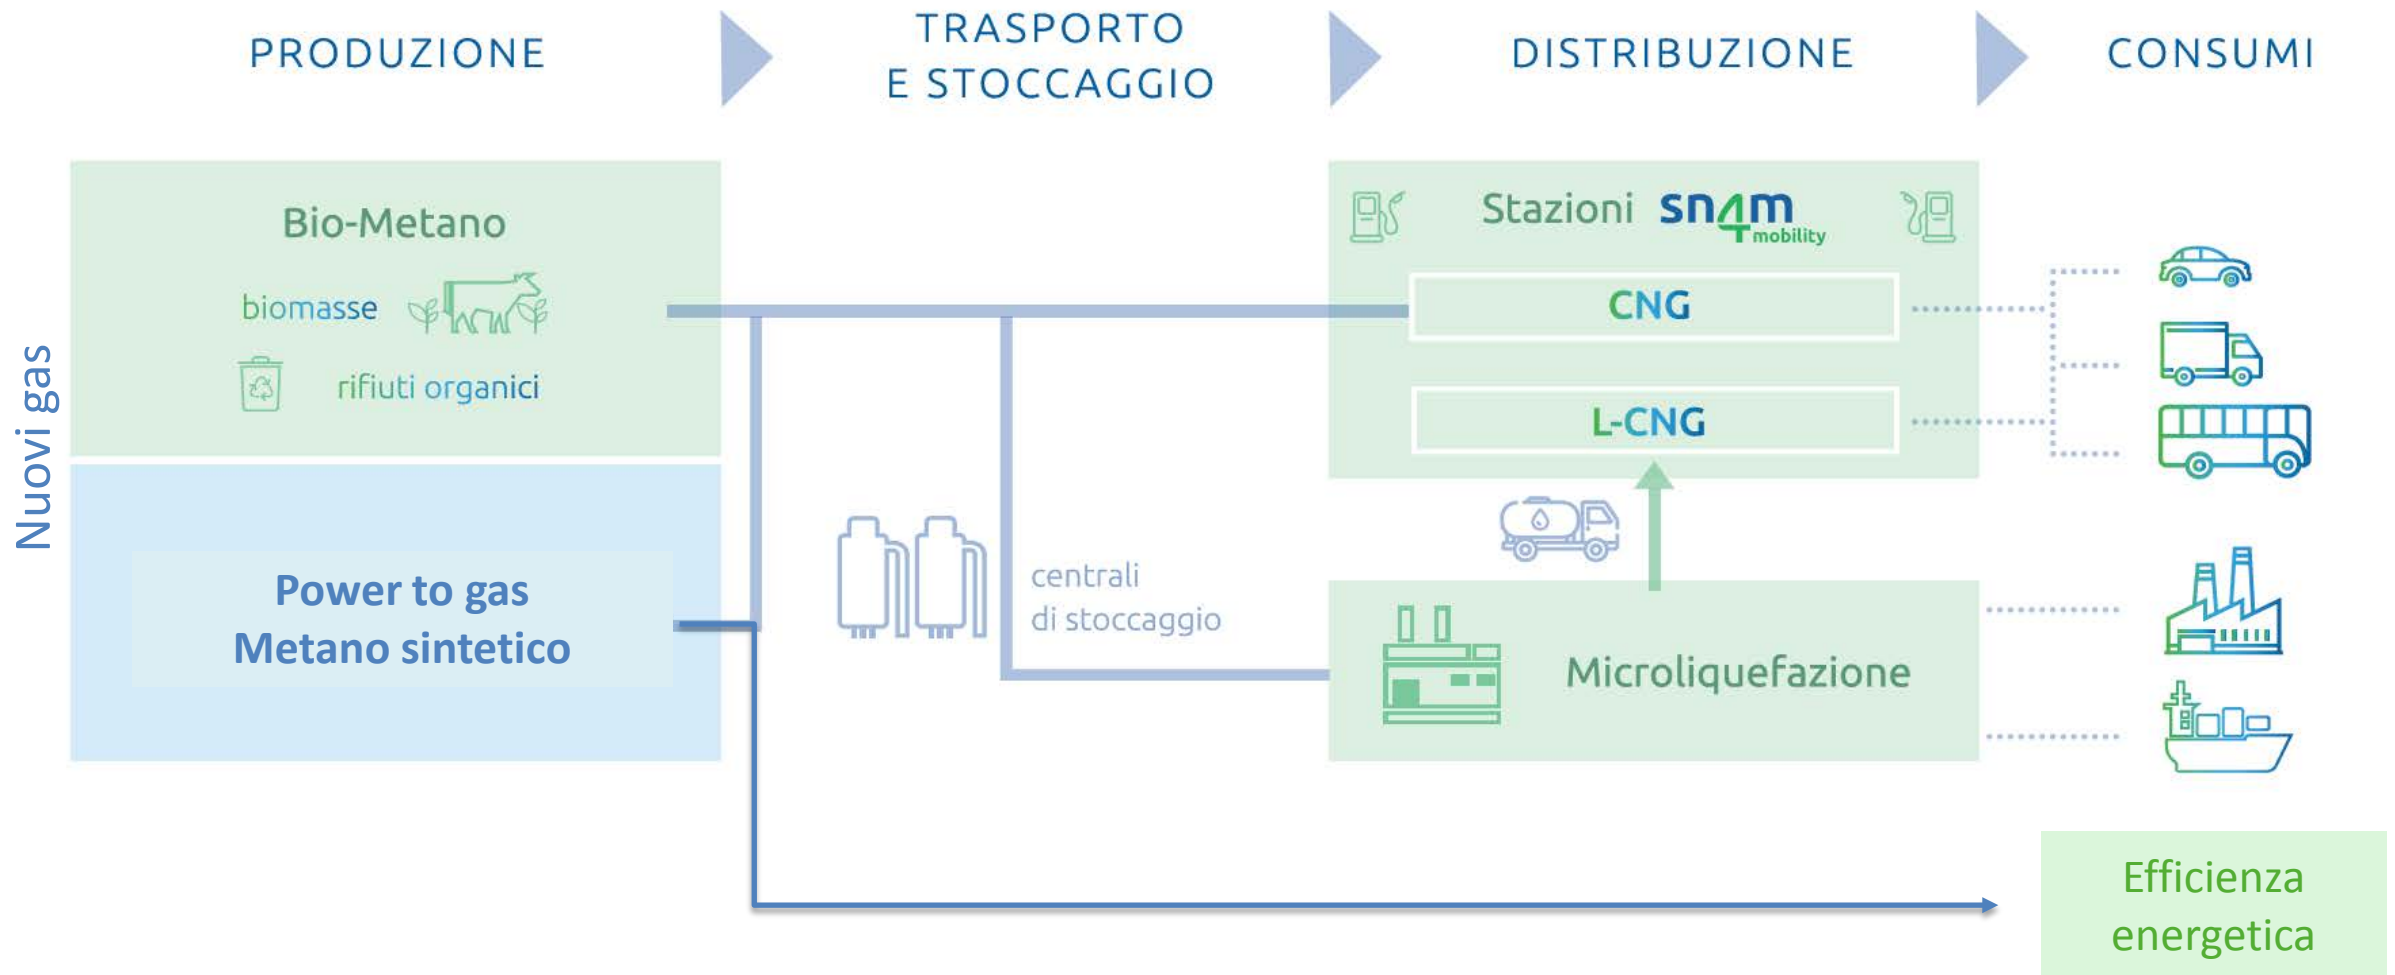 PRODUZIONE
TRASPORTO
E STOCCAGGIO
DISTRIBUZIONE
CONSUMI
Nuovi gas
Bio-Metano
biomasse
rifiuti organici
Power to gas
Metano sintetico
centrali
di stoccaggio
Stazioni sn4m
mobility
CNG
L-CNG
Microliquefazione
Efficienza
energetica